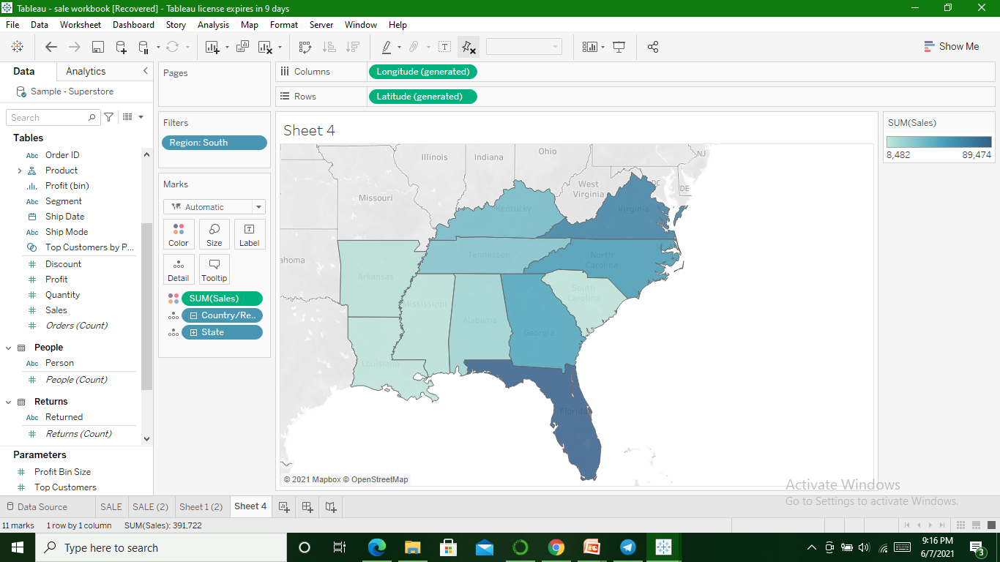 Tableau - sale workbook [Recovered] - Tableau license expires in 9 days
File Data Worksheet Dashboard Story Analysis Map Format Server Window Help
Show Me
Data Analytics
Sample - Superstore
Search
Tables
Abc Order ID
Product
Profit (bin)
Abc Segment
Ship Date
Abc Ship Mode
Top Customers by P...
# Discount
# Profit
# Quantity
# Sales
# Orders (Count)
People
Abc Person
# People (Count)
Returns
Abc Returned
# Returns (Count)
Parameters
# Profit Bin Size
# Top Customers
Pages
Filters
Region: South
Marks
Automatic
Color Size Label
Detail Tooltip
SUM(Sales)
Country/Re..
State
Columns Longitude (generated)
Rows Latitude (generated)
Sheet 4
Illinois Indiana Ohio NJ
Missouri West Virginia DC DE
Kentucky Virginia
ahoma Tennessee North Carolina
Arkansas South Carolina
Mississippi Alabama Georgia
Louisiana
Florida
© 2021 Mapbox © OpenStreetMap
SUM(Sales)
8,482 89,474
Activate Windows
Go to Settings to activate Windows.
Data Source SALE SALE (2) Sheet 1 (2) Sheet 4
11 marks 1 row by 1 column SUM(Sales): 391,722
Type here to search
9:16 PM
6/7/2021
3